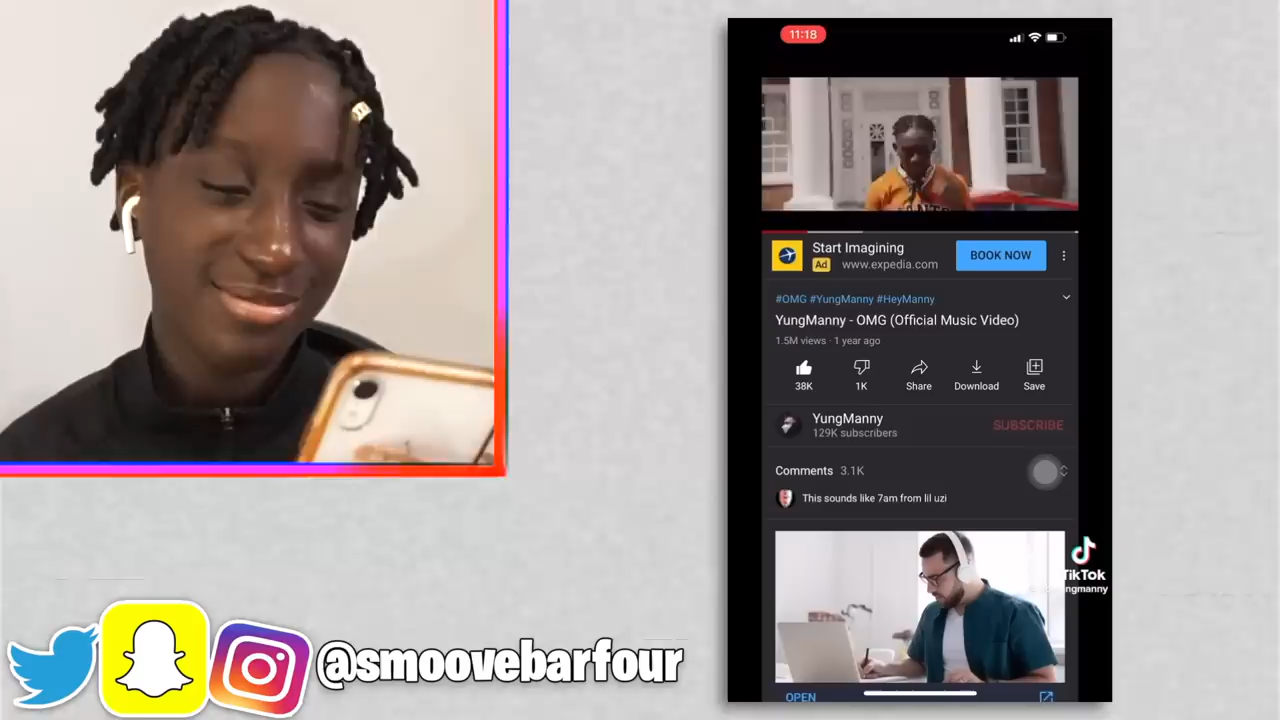 11:18
Start Imagining
Ad www.expedia.com
BOOK NOW
#OMG #YungManny #HeyManny
YungManny - OMG (Official Music Video)
1.5M views · 1 year ago
38K
1K
Share
Download
Save
YungManny
129K subscribers
SUBSCRIBE
Comments 3.1K
This sounds like 7am from lil uzi
TikTok
ngmanny
OPEN
@smoovebarfour